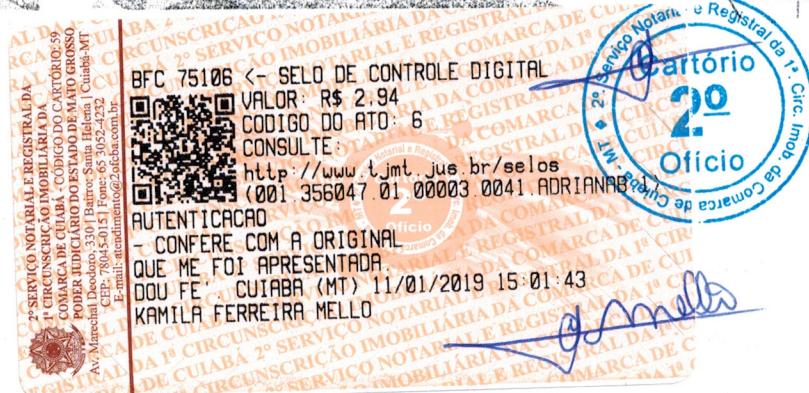 BFC 75106 <- SELO DE CONTROLE DIGITAL
VALOR: R$ 2,94
CODIGO DO ATO: 6
CONSULTE:
http://www.tjmt.jus.br/selos
(001.356047.01.00003.0041.ADRIANAB.1)
AUTENTICACAO
- CONFERE COM A ORIGINAL
QUE ME FOI APRESENTADA.
DOU FE'. CUIABA (MT) 11/01/2019 15:01:43
KAMILA FERREIRA MELLO
2º SERVIÇO NOTARIAL E REGISTRAL DA
1ª CIRCUNSCRIÇÃO IMOBILIÁRIA DA
COMARCA DE CUIABÁ - CÓDIGO DO CARTÓRIO: 59
PODER JUDICIÁRIO DO ESTADO DE MATO GROSSO
Av. Marechal Deodoro, 330 | Bairro: Santa Helena | Cuiabá-MT
CEP: 78045-015 | Fone: 65 3052-4232
E-mail: atendimento@2ofcba.com.br
2º Serviço Notarial e Registral da 1ª. Circ. Imob. da Comarca de Cuiabá - MT
Cartório
2º
Ofício
Mello